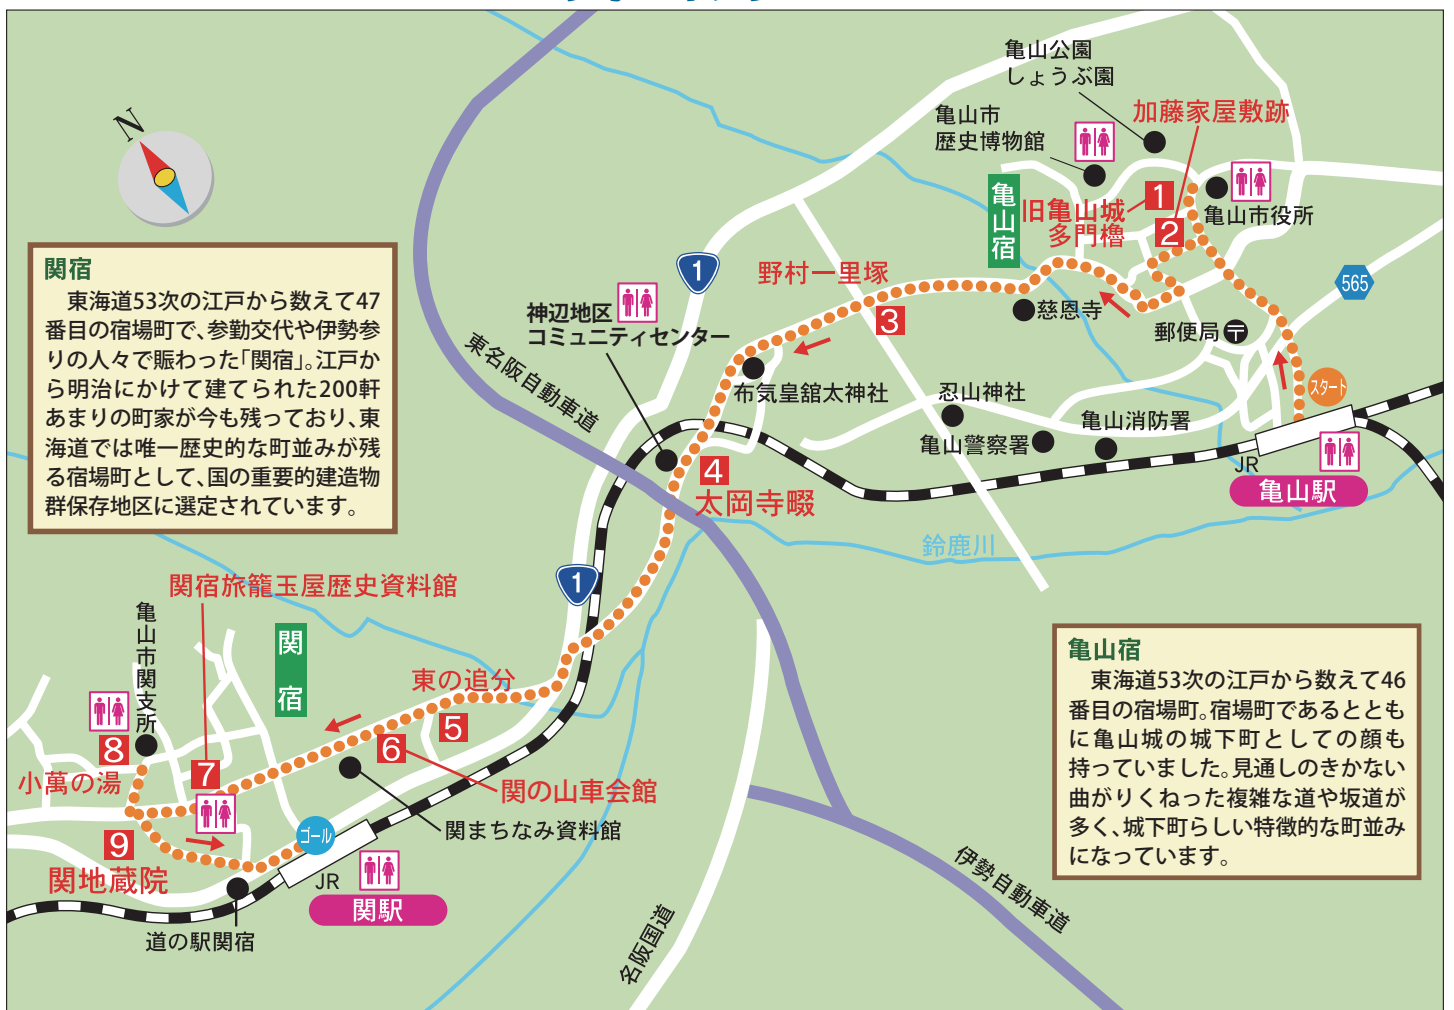 N
亀山公園
しょうぶ園
加藤家屋敷跡
亀山市
歴史博物館
亀山宿
1
旧亀山城
多門櫓
2
亀山市役所
関宿
東海道53次の江戸から数えて47
番目の宿場町で、参勤交代や伊勢参
りの人々で賑わった「関宿」。江戸か
ら明治にかけて建てられた200軒
あまりの町家が今も残っており、東
海道では唯一歴史的な町並みが残
る宿場町として、国の重要的建造物
群保存地区に選定されています。
1
野村一里塚
3
565
神辺地区
コミュニティセンター
慈恩寺
郵便局
〒
東名阪自動車道
布気皇舘太神社
忍山神社
スタート
亀山警察署
亀山消防署
JR
亀山駅
4
太岡寺畷
鈴鹿川
1
関宿旅籠玉屋歴史資料館
亀山市関支所
関宿
東の追分
5
6
関の山車会館
7
8
小萬の湯
9
関地蔵院
ゴール
関まちなみ資料館
JR
関駅
道の駅関宿
名阪国道
伊勢自動車道
亀山宿
東海道53次の江戸から数えて46
番目の宿場町。宿場町であるととも
に亀山城の城下町としての顔も
持っていました。見通しのきかない
曲がりくねった複雑な道や坂道が
多く、城下町らしい特徴的な町並み
になっています。